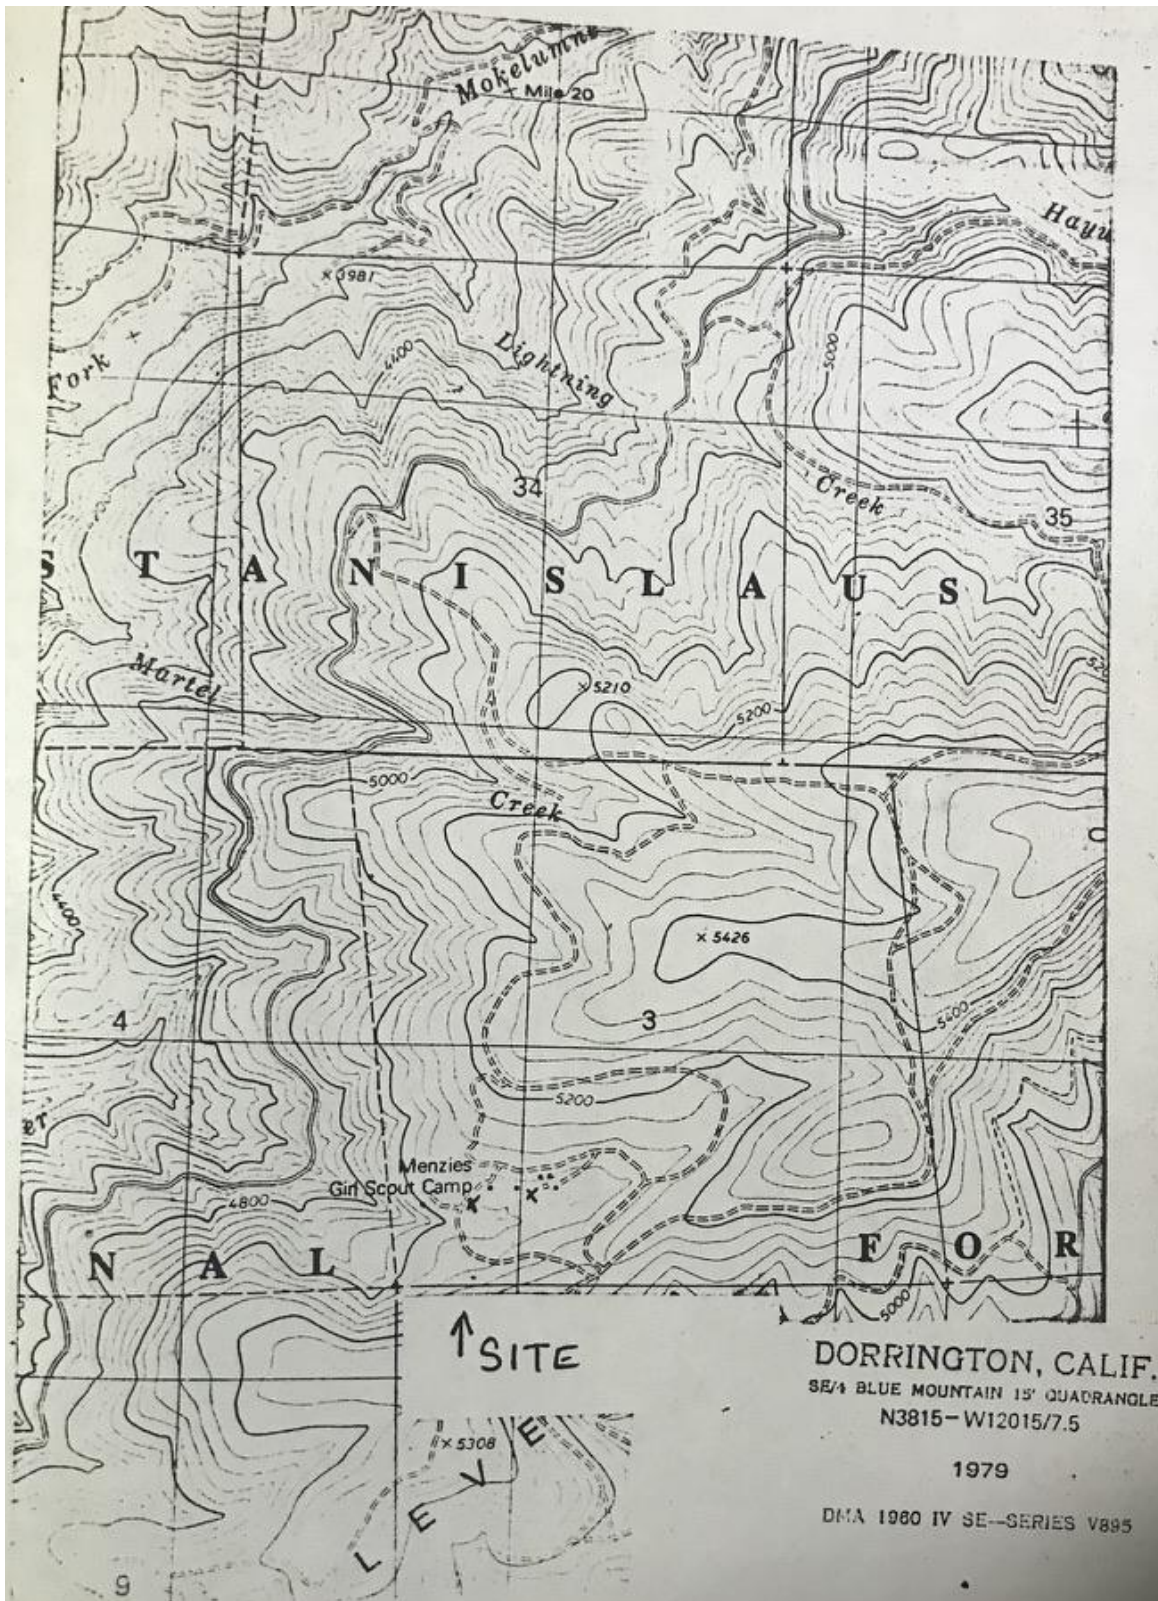 Mokelumne
Mile 20
3981
Fork
4400
Lightning
5000
34
Creek
35
S T A N I S L A U S
Martel
5210
5200
5000
Creek
4400
5426
4
3
5400
5200
Menzies
Girl Scout Camp
4800
N A L
F O R
5000
SITE
DORRINGTON, CALIF.
SE/4 BLUE MOUNTAIN 15' QUADRANGLE
N3815-W12015/7.5
5308
L E V E
1979
DMA 1960 IV SE-SERIES V895
9